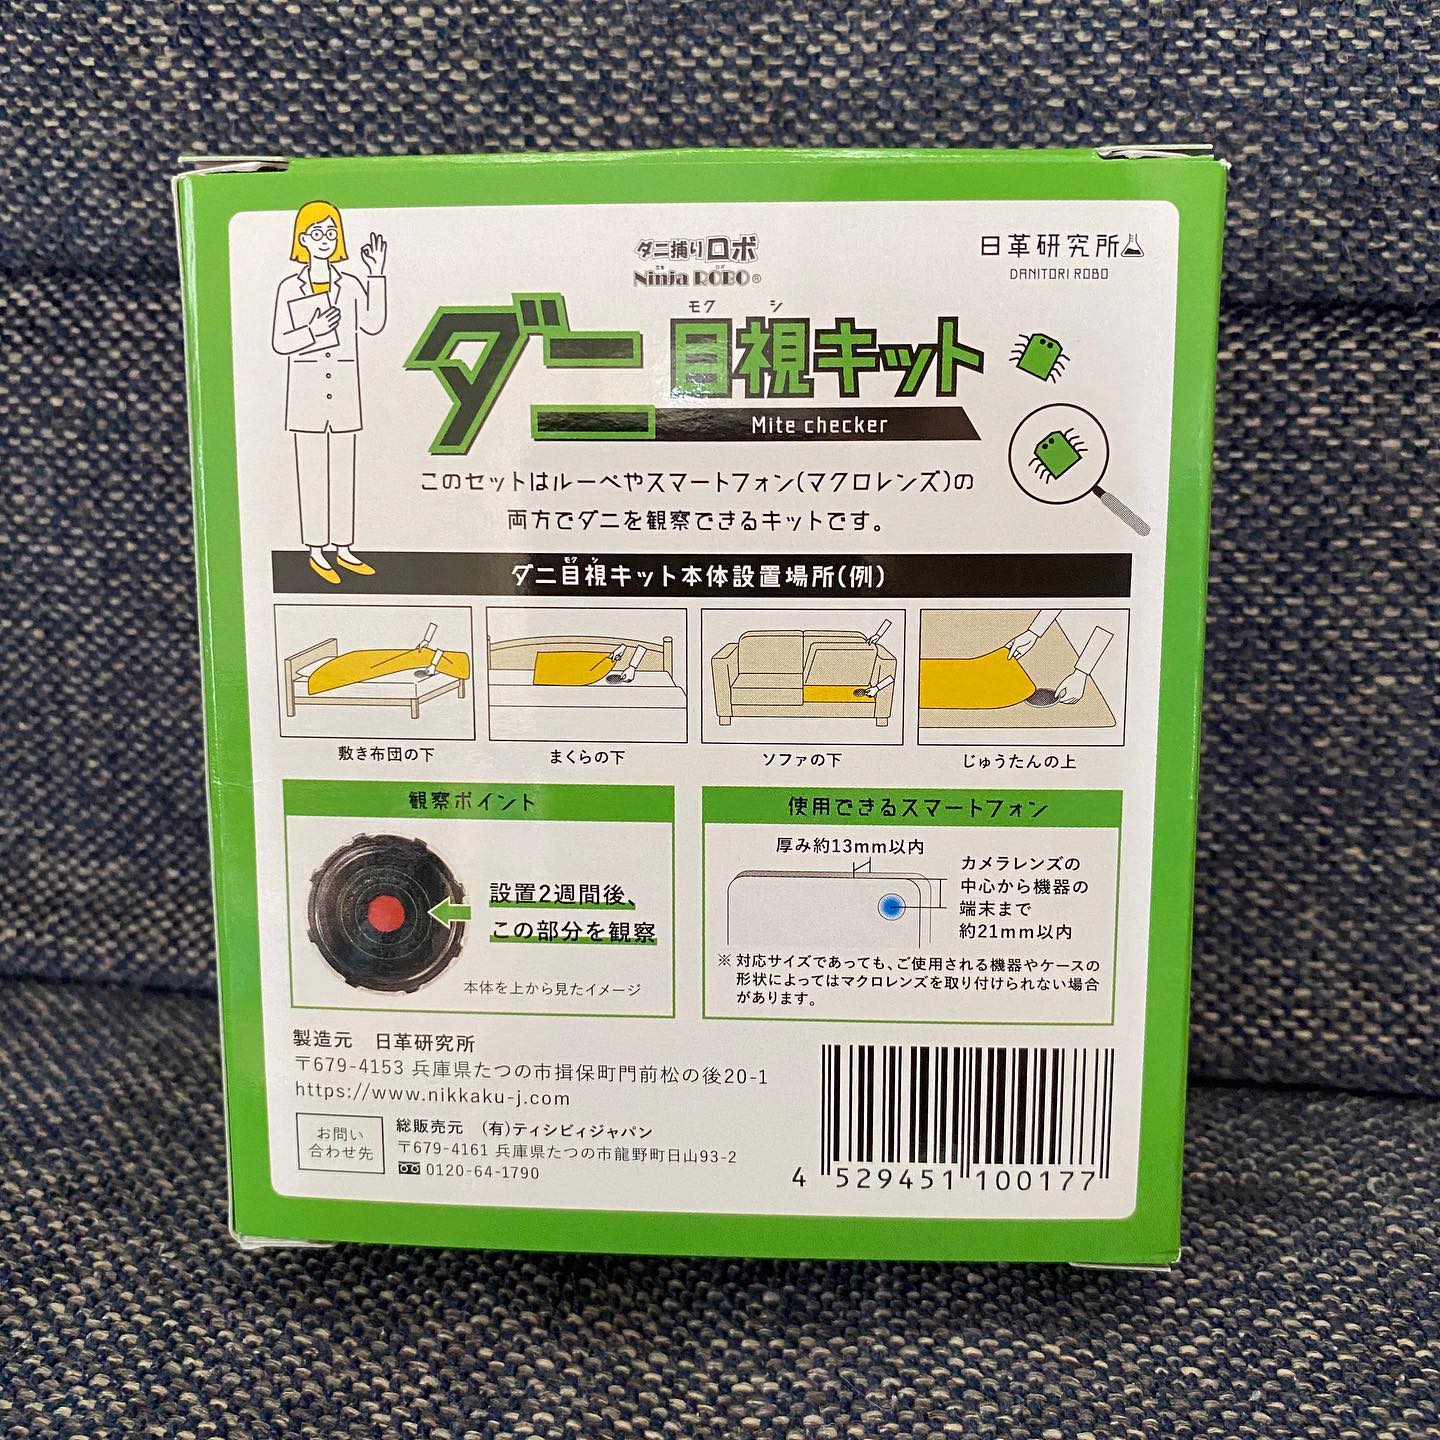 ダニ捕りロボ
Ninja ROBO®
日革研究所
DANITORI ROBO
モクシ
ダニ目視キット
Mite checker
このセットはルーペやスマートフォン(マクロレンズ)の
両方でダニを観察できるキットです。
ダニ目視キット本体設置場所(例)
敷き布団の下
まくらの下
ソファの下
じゅうたんの上
観察ポイント
設置2週間後、
この部分を観察
本体を上から見たイメージ
使用できるスマートフォン
厚み約13mm以内
カメラレンズの
中心から機器の
端末まで
約21mm以内
※対応サイズであっても、ご使用される機器やケースの
形状によってはマクロレンズを取り付けられない場合
があります。
製造元 日革研究所
〒679-4153 兵庫県たつの市揖保町門前松の後20-1
https://www.nikkaku-j.com
お問い
合わせ先
総販売元 (有)ティシビィジャパン
〒679-4161 兵庫県たつの市龍野町日山93-2
0120-64-1790
4 529451 100177